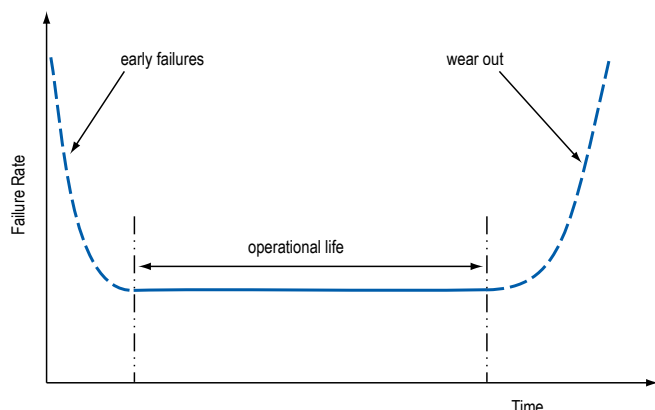 early failures
wear out
Failure Rate
operational life
Time